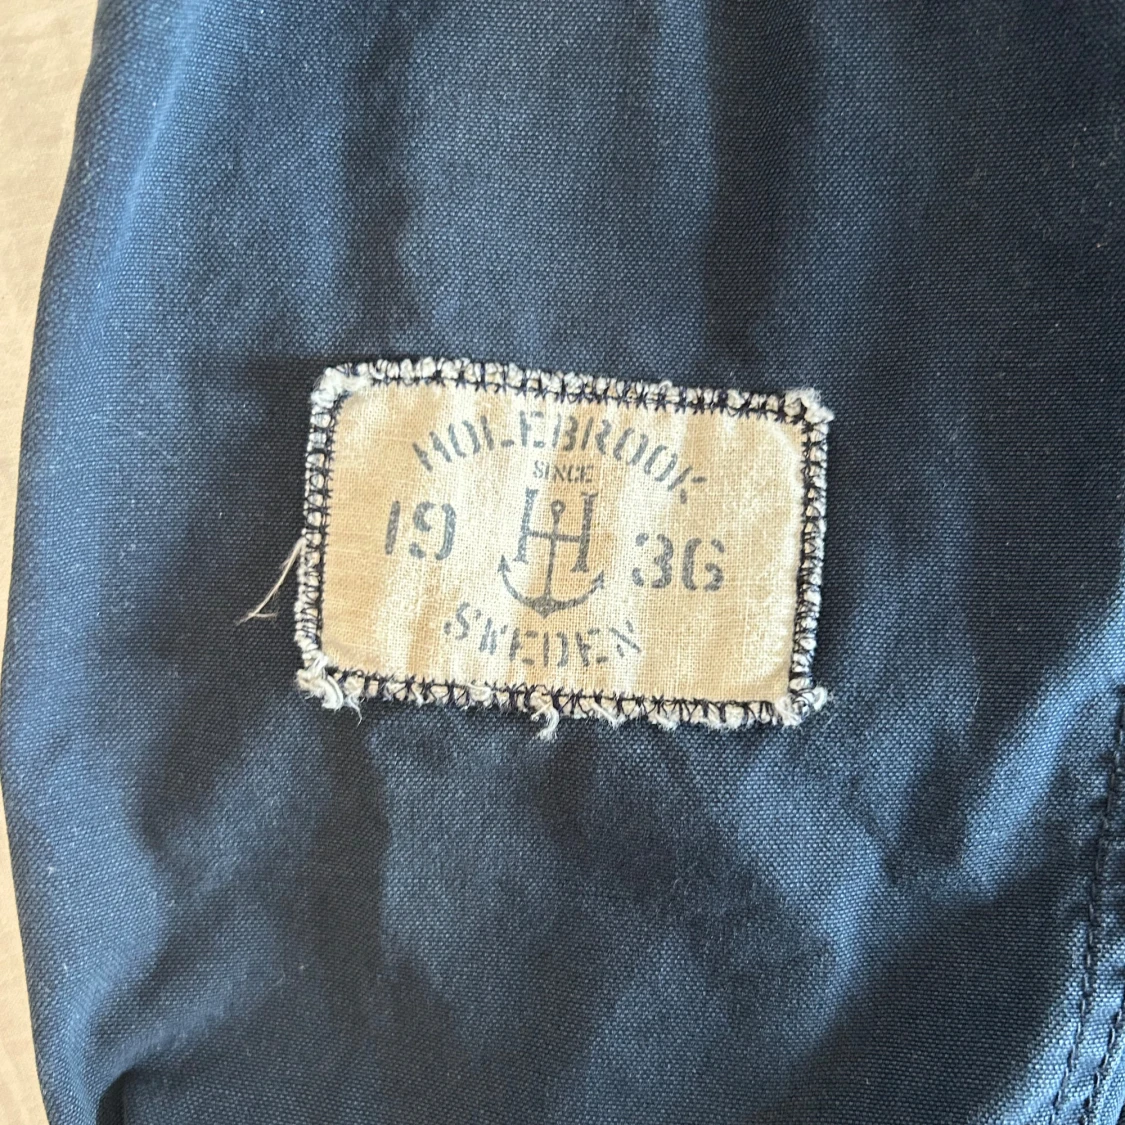 HOLEBROOK
SINCE
19 H 36
SWEDEN